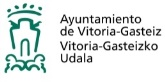 Ayuntamiento
de Vitoria-Gasteiz
Vitoria-Gasteizko
Udala